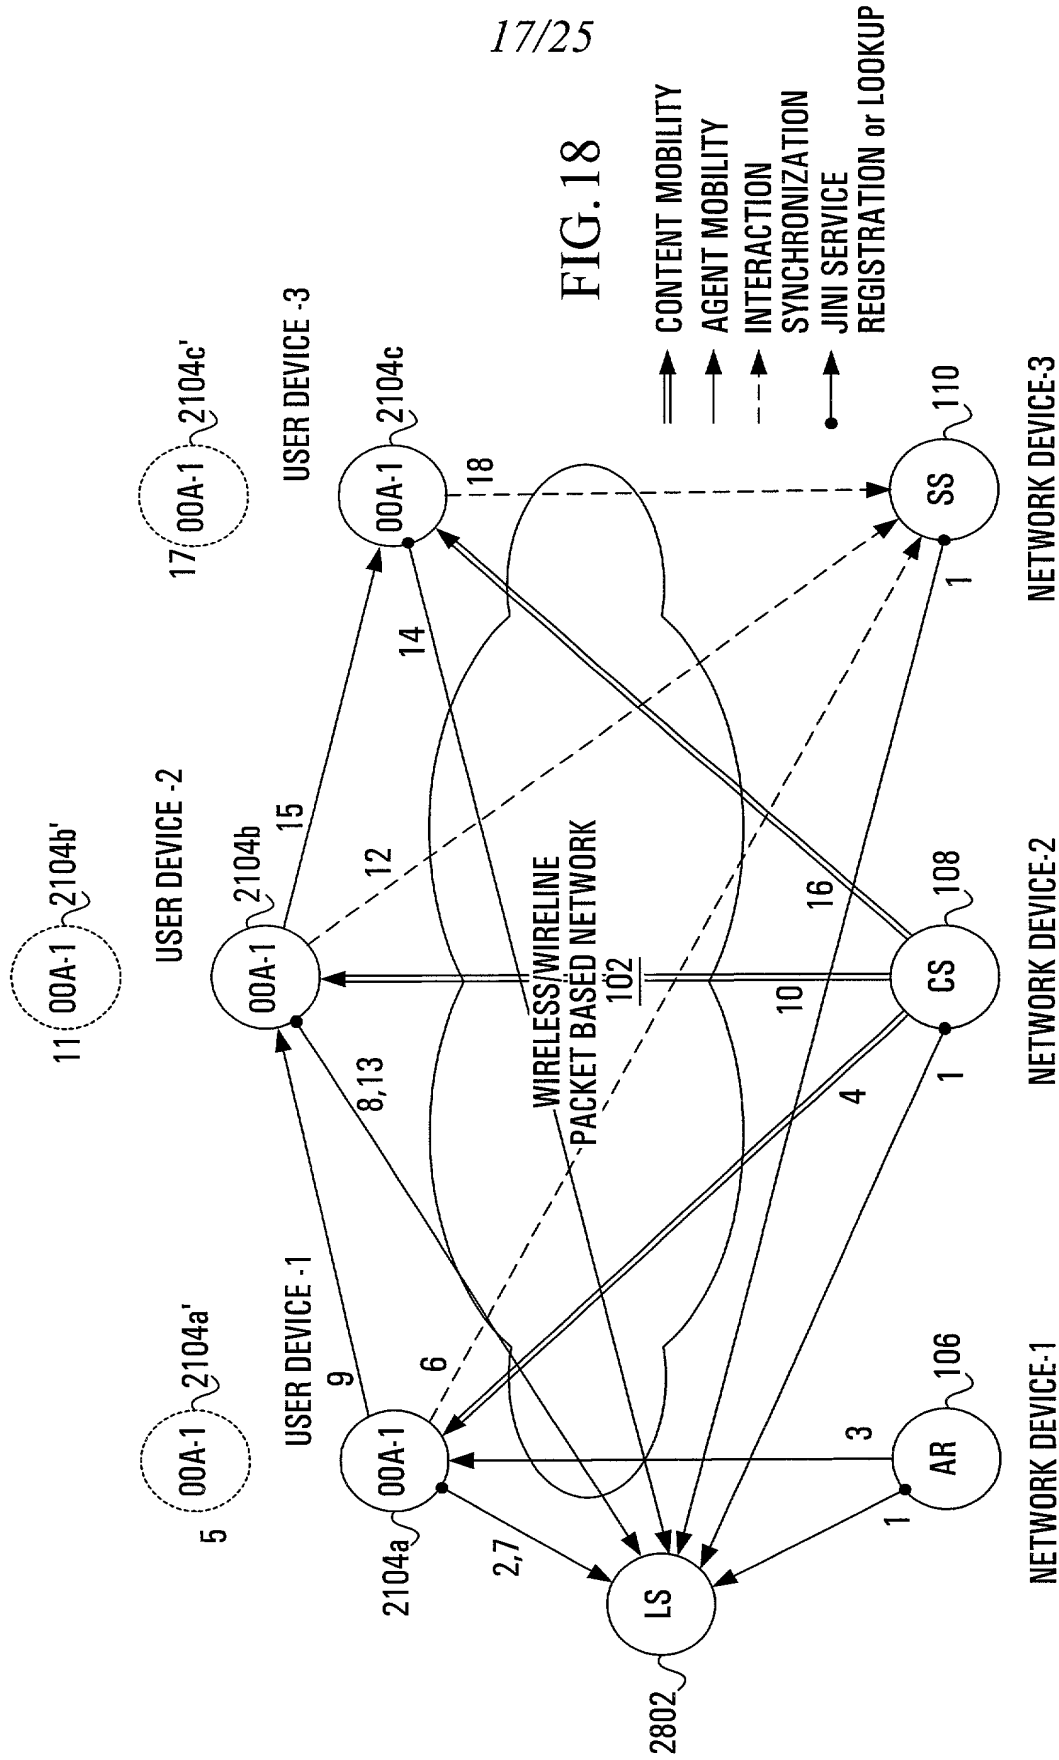 17/25
FIG. 18
CONTENT MOBILITY
AGENT MOBILITY
INTERACTION
SYNCHRONIZATION
JINI SERVICE
REGISTRATION or LOOKUP
11
00A-1
2104b'
5
00A-1
2104a'
17
00A-1
2104c'
USER DEVICE -1
USER DEVICE -2
USER DEVICE -3
00A-1
2104a
00A-1
2104b
00A-1
2104c
9
15
6
8,13
12
14
18
2,7
WIRELESS/WIRELINE
PACKET BASED NETWORK
102
LS
2802
3
4
10
16
1
1
1
AR
106
CS
108
SS
110
NETWORK DEVICE-1
NETWORK DEVICE-2
NETWORK DEVICE-3